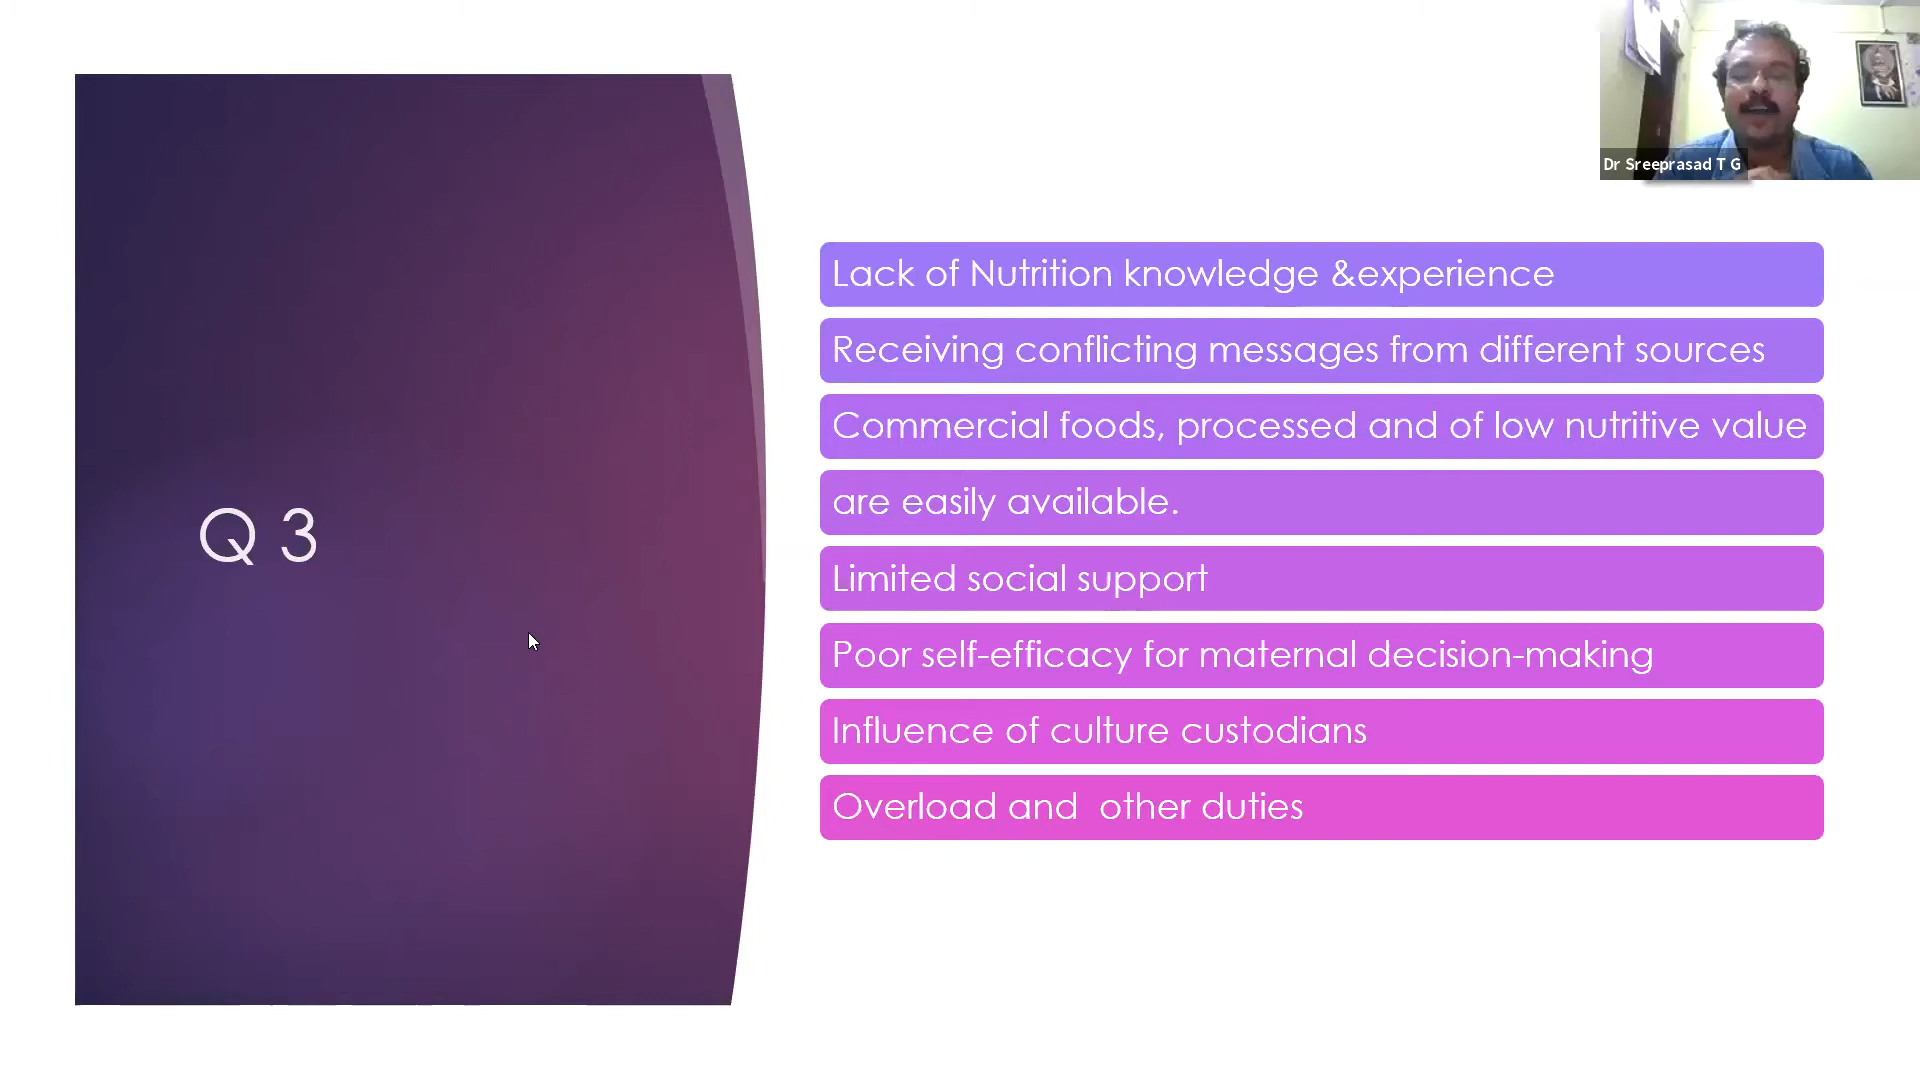 Dr Sreeprasad T G
Q 3
Lack of Nutrition knowledge &experience
Receiving conflicting messages from different sources
Commercial foods, processed and of low nutritive value
are easily available.
Limited social support
Poor self-efficacy for maternal decision-making
Influence of culture custodians
Overload and  other duties